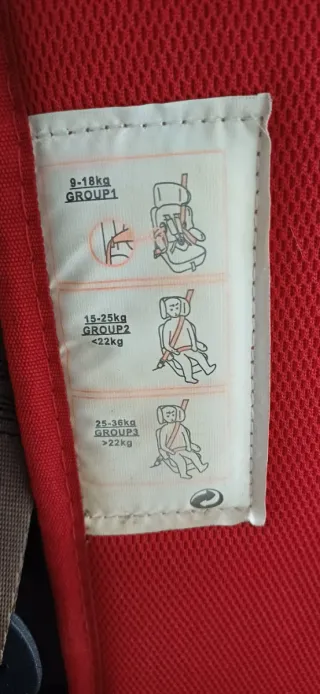 9-18kg
GROUP1
15-25kg
GROUP2
<22kg
25-36kg
GROUP3
>22kg